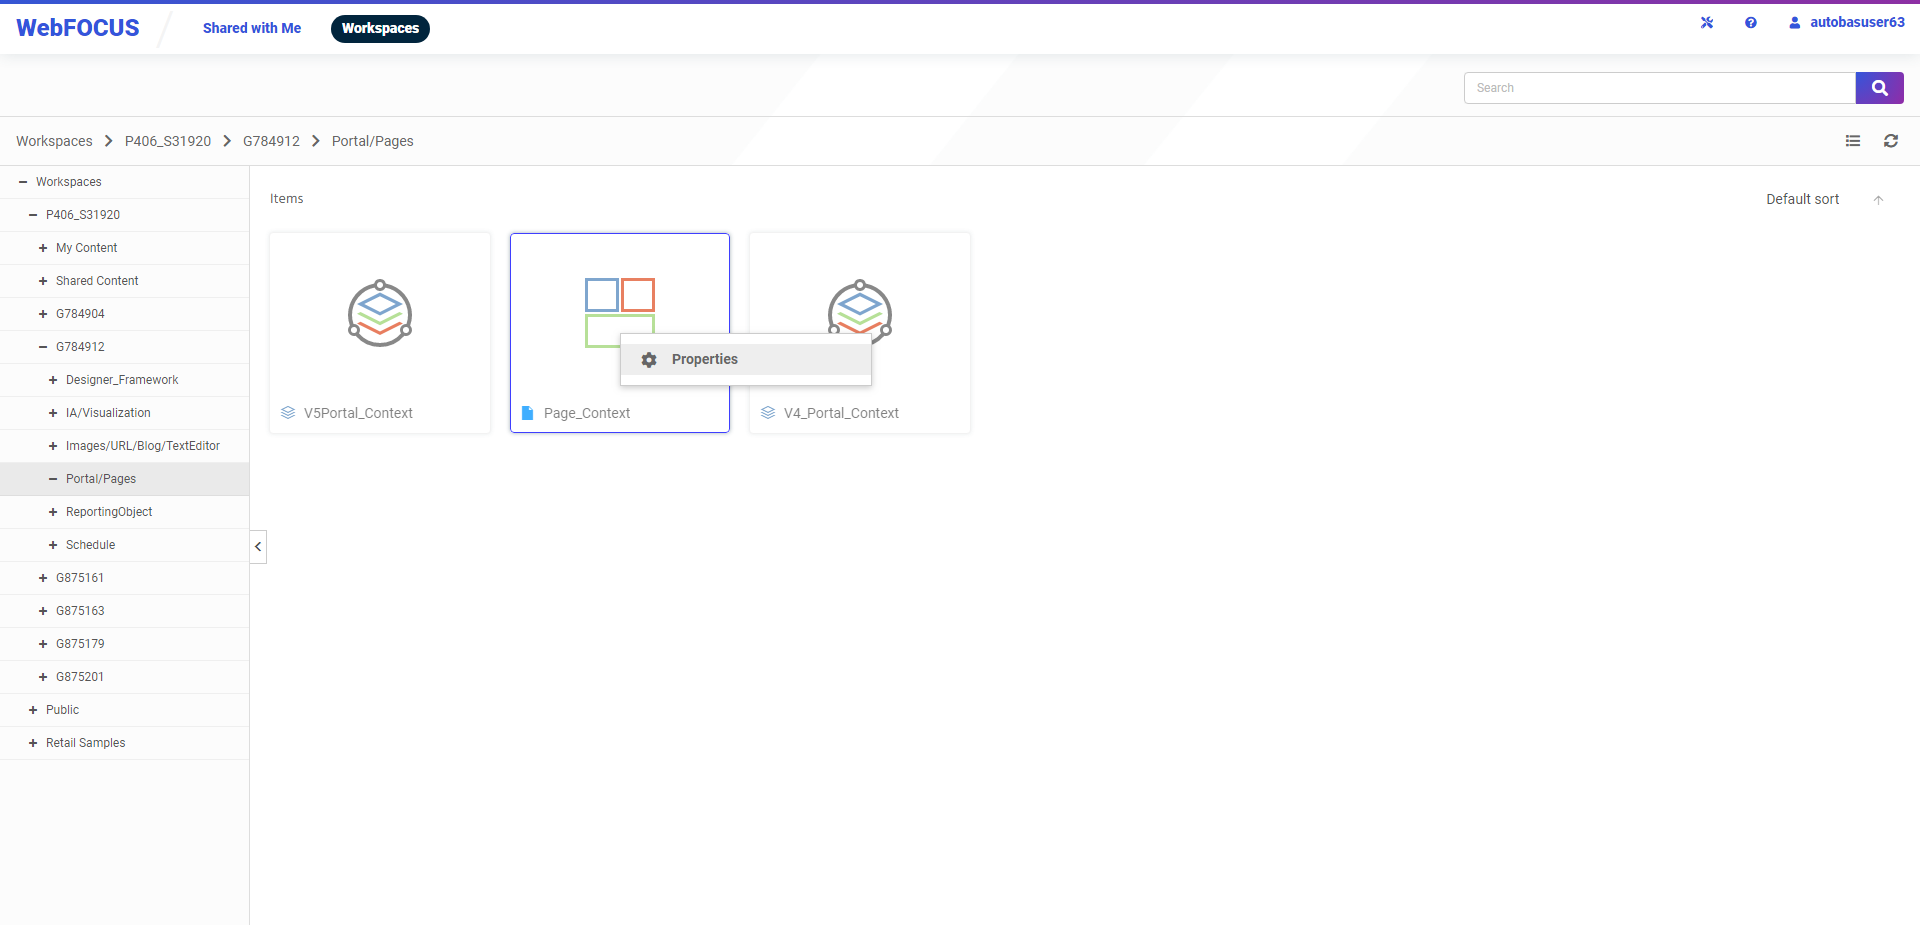 WebFOCUS
Shared with Me
Workspaces
autobasuser63
Search
Workspaces
P406_S31920
G784912
Portal/Pages
Workspaces
P406_S31920
My Content
Shared Content
G784904
G784912
Designer_Framework
IA/Visualization
Images/URL/Blog/TextEditor
Portal/Pages
ReportingObject
Schedule
G875161
G875163
G875179
G875201
Public
Retail Samples
Items
Default sort
Properties
V5Portal_Context
Page_Context
V4_Portal_Context